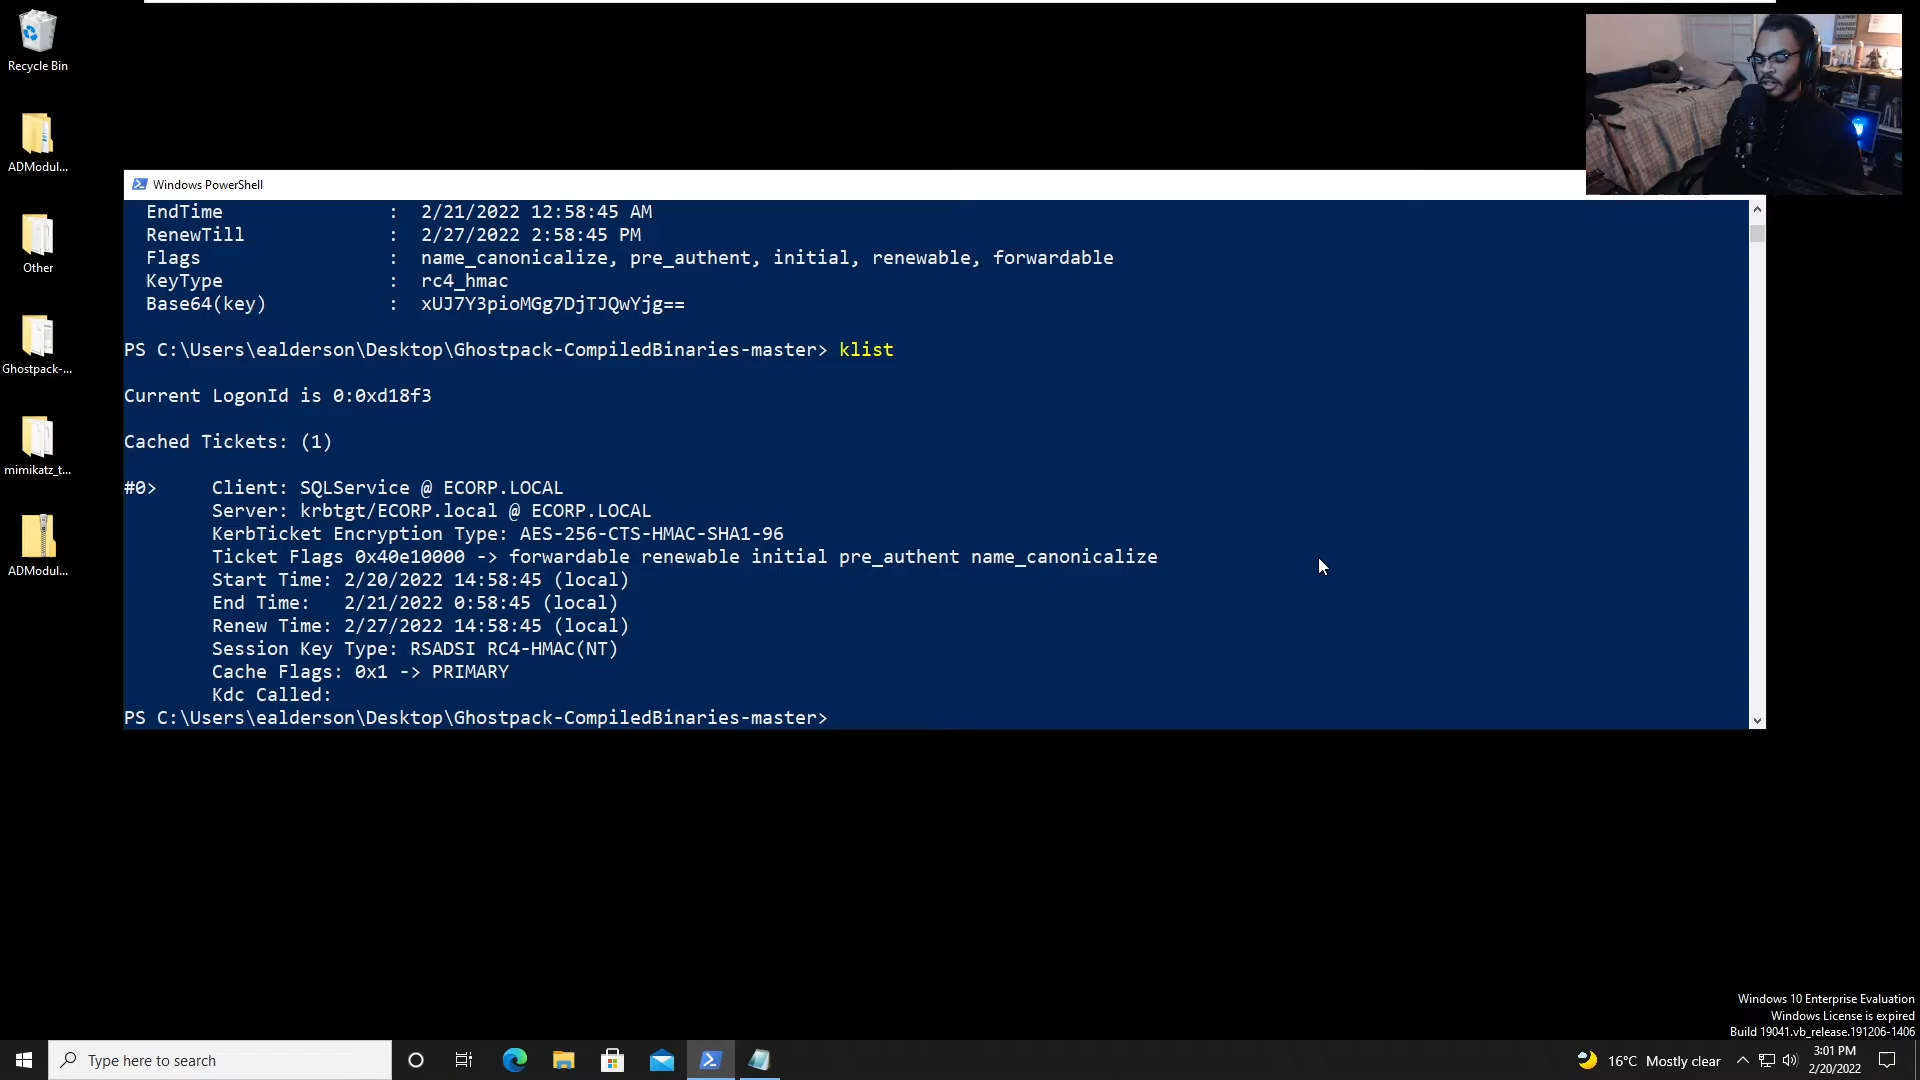 Recycle Bin
ADModul...
Other
Ghostpack-...
mimikatz_t...
ADModul...
Windows PowerShell
EndTime : 2/21/2022 12:58:45 AM
RenewTill : 2/27/2022 2:58:45 PM
Flags : name_canonicalize, pre_authent, initial, renewable, forwardable
KeyType : rc4_hmac
Base64(key) : xUJ7Y3pioMGg7DjTJQwYjg==
PS C:\Users\ealderson\Desktop\Ghostpack-CompiledBinaries-master> klist
Current LogonId is 0:0xd18f3
Cached Tickets: (1)
#0> Client: SQLService @ ECORP.LOCAL
Server: krbtgt/ECORP.local @ ECORP.LOCAL
KerbTicket Encryption Type: AES-256-CTS-HMAC-SHA1-96
Ticket Flags 0x40e10000 -> forwardable renewable initial pre_authent name_canonicalize
Start Time: 2/20/2022 14:58:45 (local)
End Time: 2/21/2022 0:58:45 (local)
Renew Time: 2/27/2022 14:58:45 (local)
Session Key Type: RSADSI RC4-HMAC(NT)
Cache Flags: 0x1 -> PRIMARY
Kdc Called:
PS C:\Users\ealderson\Desktop\Ghostpack-CompiledBinaries-master>
Windows 10 Enterprise Evaluation
Windows License is expired
Build 19041.vb_release.191206-1406
Type here to search
16°C Mostly clear
3:01 PM
2/20/2022